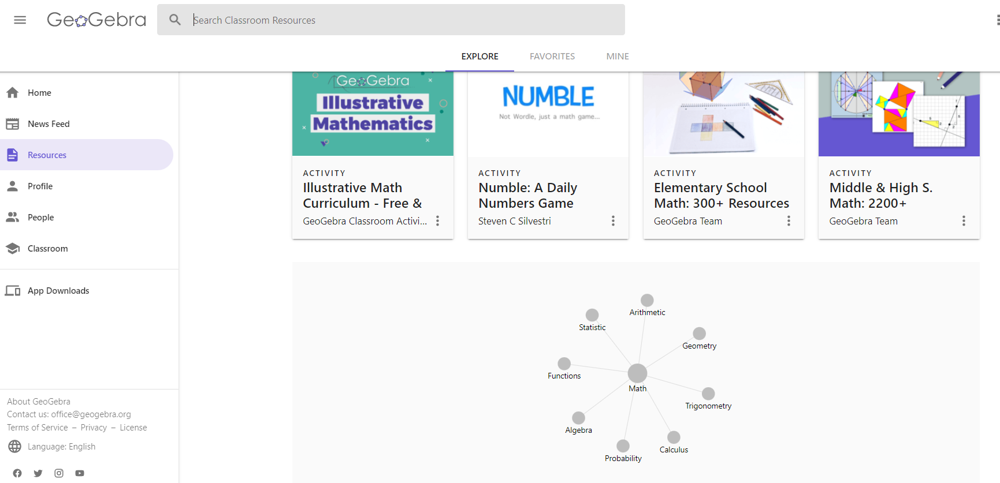 GeoGebra
Search Classroom Resources
EXPLORE
FAVORITES
MINE
Home
News Feed
Resources
Profile
People
Classroom
App Downloads
About GeoGebra
Contact us: office@geogebra.org
Terms of Service – Privacy – License
Language: English
GeoGebra
Illustrative
Mathematics
ACTIVITY
Illustrative Math
Curriculum - Free &
GeoGebra Classroom Activi...
NUMBLE
Not Wordle, just a math game...
ACTIVITY
Numble: A Daily
Numbers Game
Steven C Silvestri
ACTIVITY
Elementary School
Math: 300+ Resources
GeoGebra Team
ACTIVITY
Middle & High S.
Math: 2200+
GeoGebra Team
Arithmetic
Statistic
Geometry
Functions
Math
Trigonometry
Algebra
Calculus
Probability